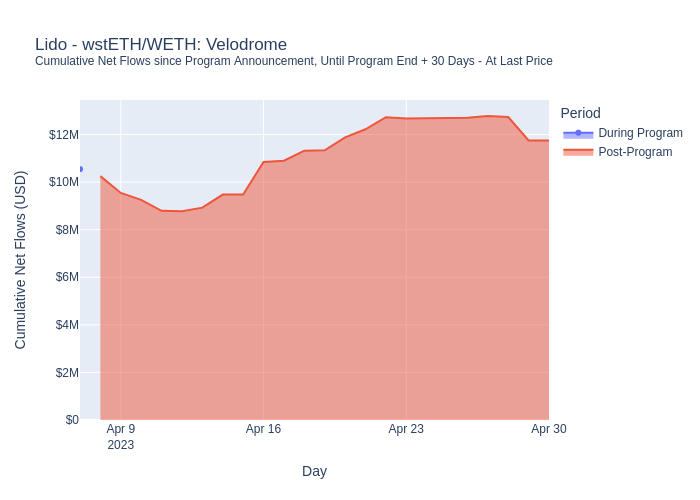 Lido - wstETH/WETH: Velodrome
Cumulative Net Flows since Program Announcement, Until Program End + 30 Days - At Last Price
Period
During Program
Post-Program
Cumulative Net Flows (USD)
$12M
$10M
$8M
$6M
$4M
$2M
$0
Apr 9
2023
Apr 16
Apr 23
Apr 30
Day